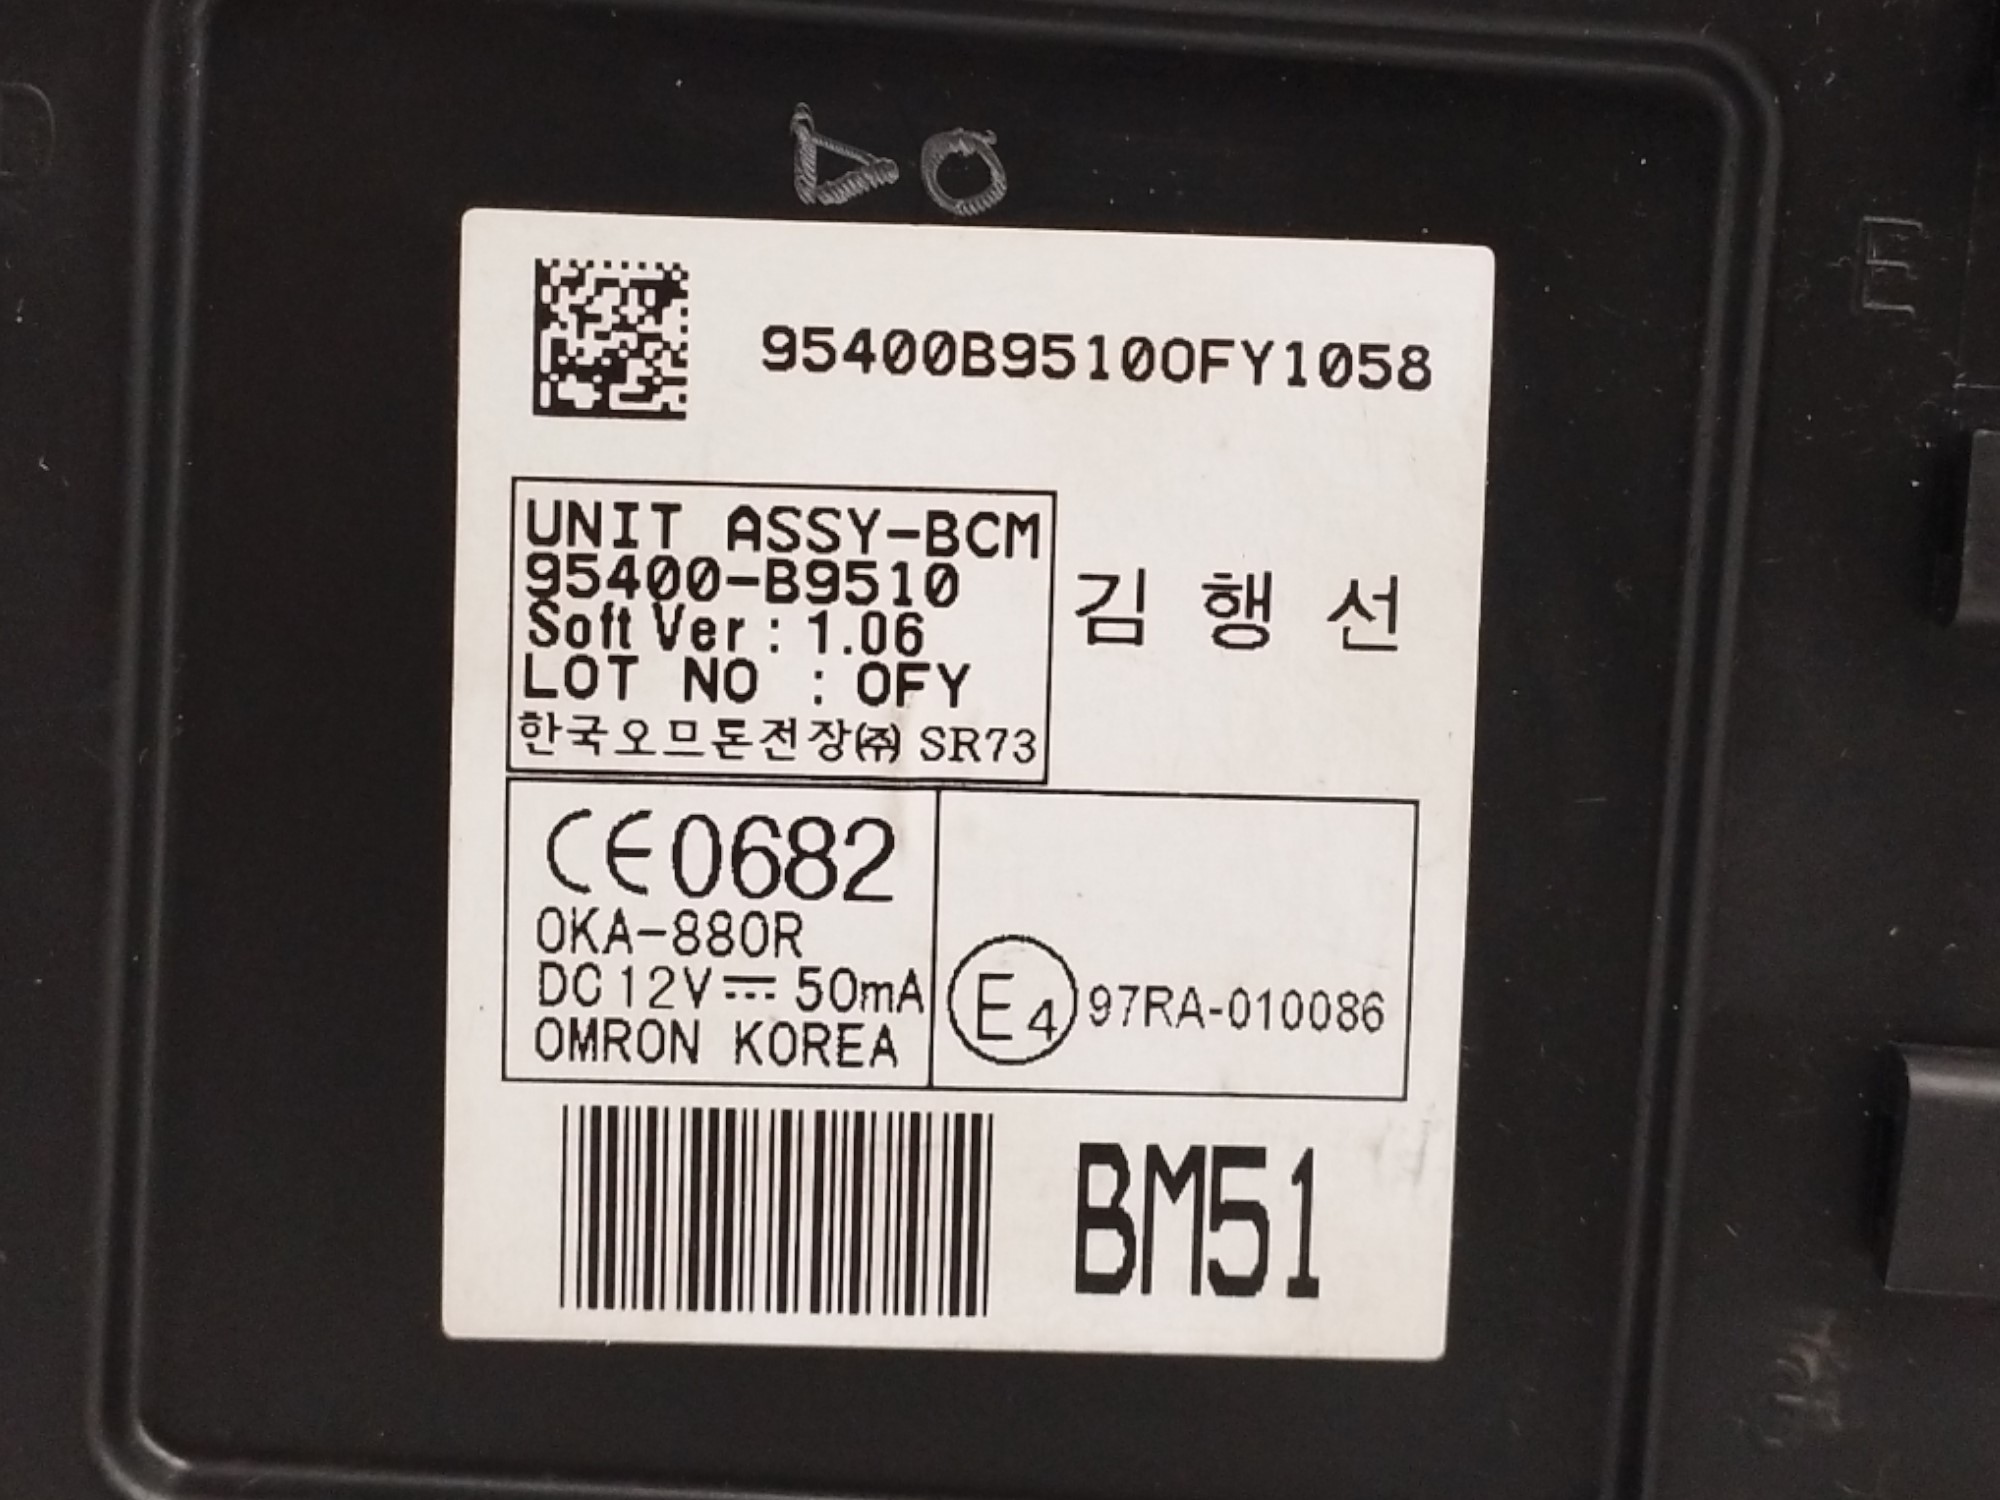 95400B9510OFY1058
UNIT ASSY-BCM
95400-B9510
Soft Ver : 1.06
LOT NO : OFY
한국오므론전장㈜ SR73
김 행 선
CE0682
OKA-880R
DC 12V⎓ 50mA
OMRON KOREA
E4 97RA-010086
BM51
E